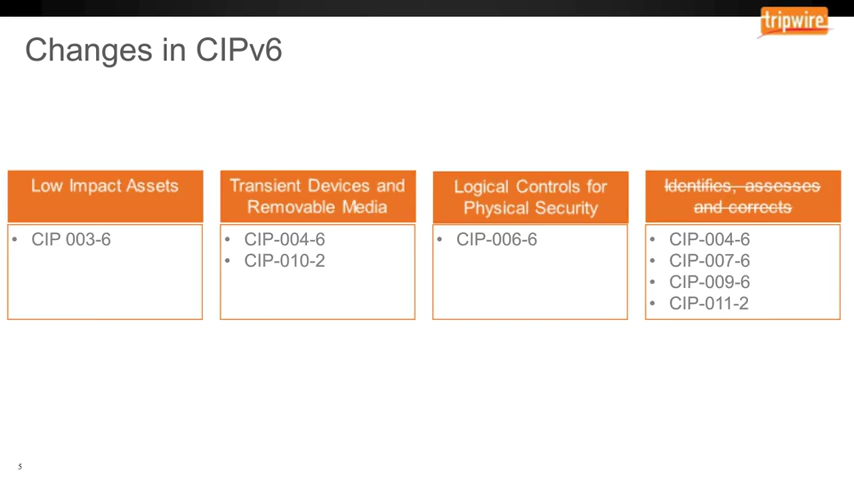 tripwire
Changes in CIPv6
Low Impact Assets
• CIP 003-6
Transient Devices and
Removable Media
• CIP-004-6
• CIP-010-2
Logical Controls for
Physical Security
• CIP-006-6
Identifies, assesses
and corrects
• CIP-004-6
• CIP-007-6
• CIP-009-6
• CIP-011-2
5